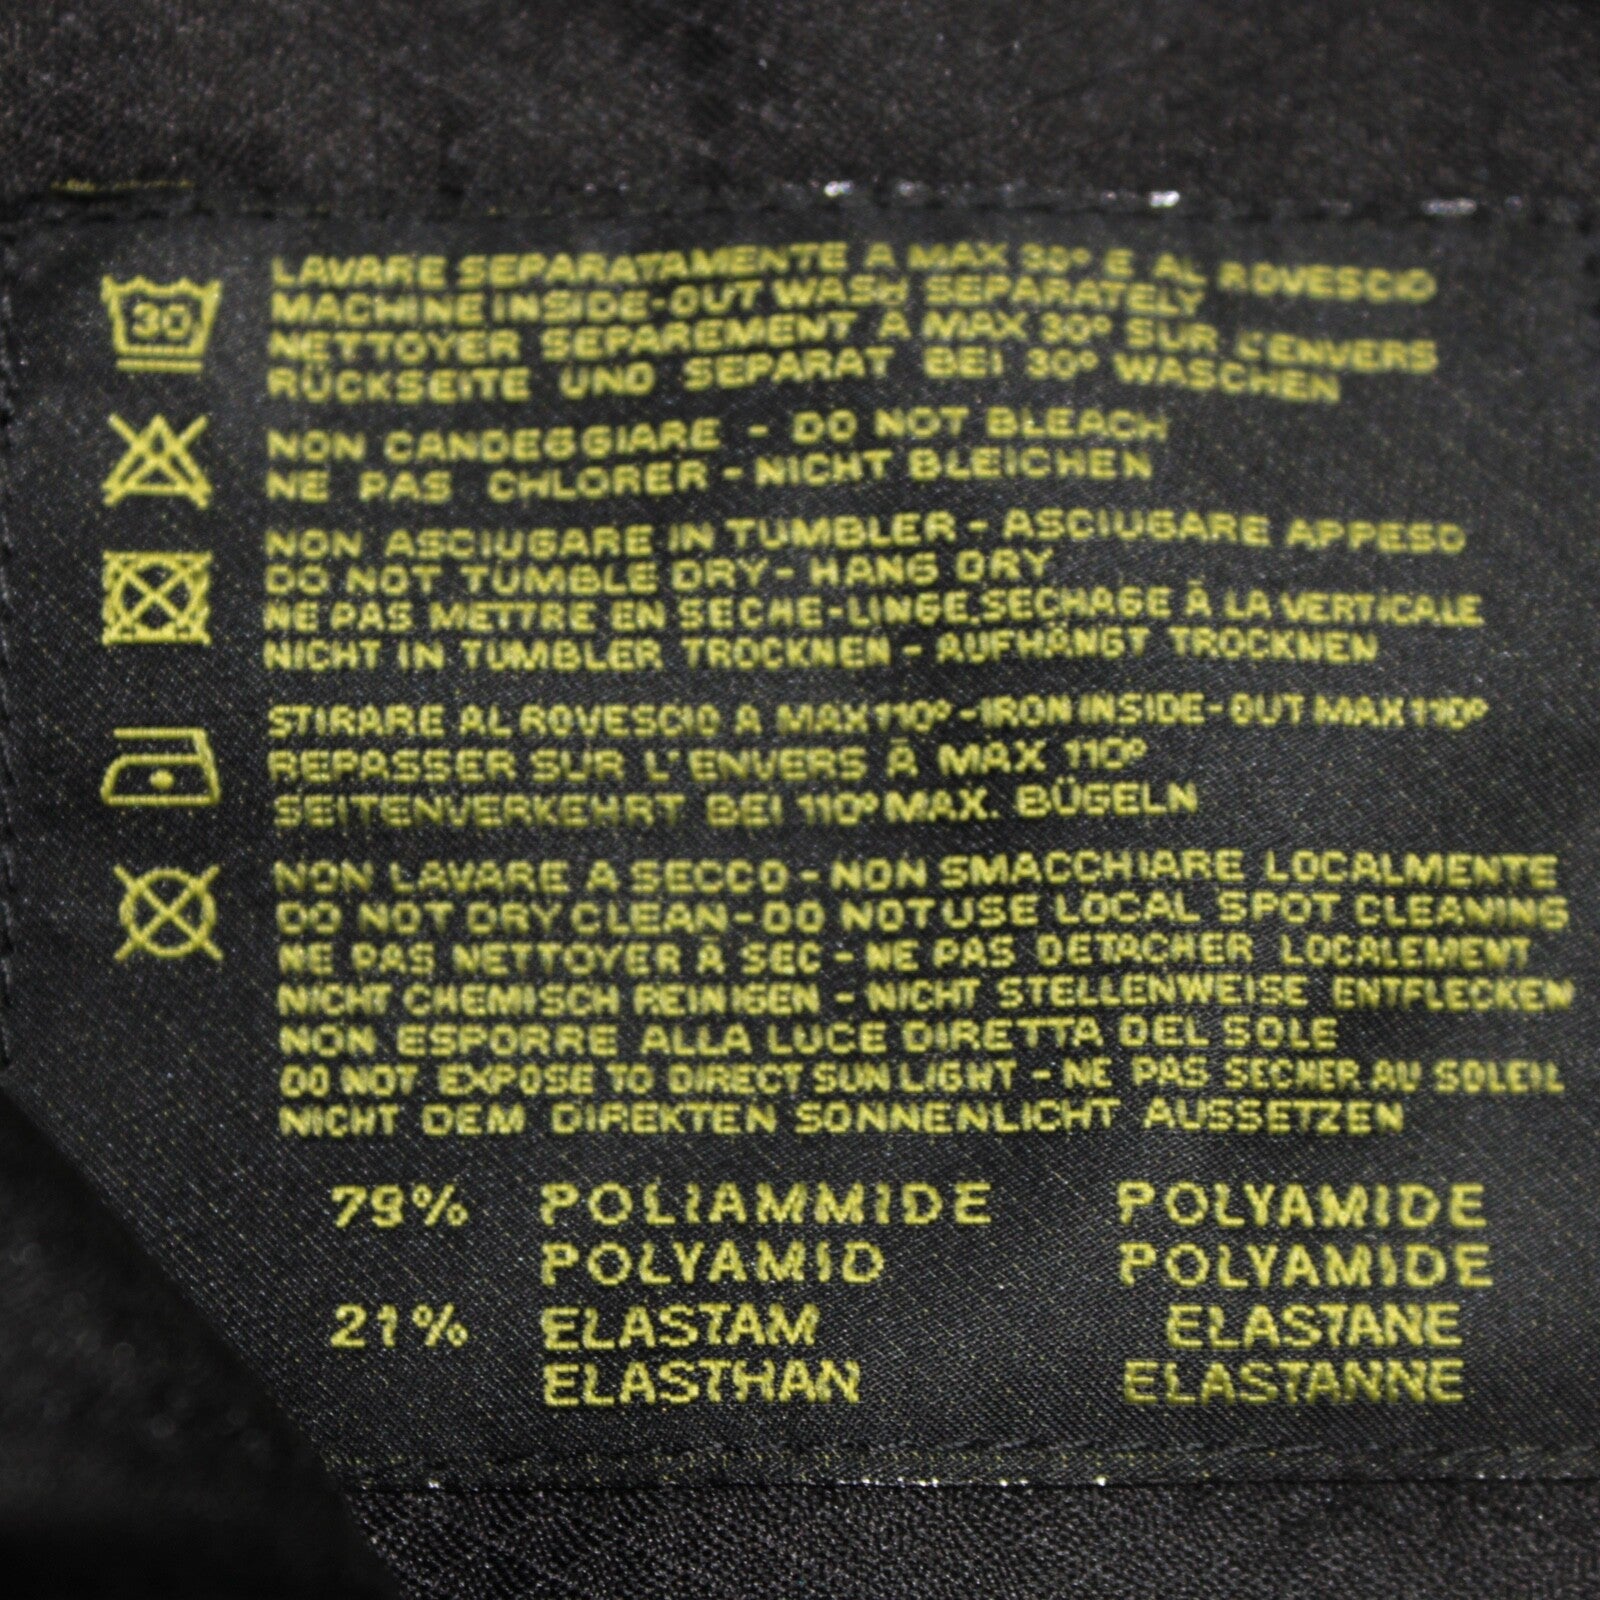 30
LAVARE SEPARATAMENTE A MAX 30° E AL ROVESCIO
MACHINE INSIDE-OUT WASH SEPARATELY
NETTOYER SEPAREMENT A MAX 30° SUR L'ENVERS
RÜCKSEITE UND SEPARAT BEI 30° WASCHEN
NON CANDEGGIARE - DO NOT BLEACH
NE PAS CHLORER - NICHT BLEICHEN
NON ASCIUGARE IN TUMBLER - ASCIUGARE APPESO
DO NOT TUMBLE DRY - HANG DRY
NE PAS METTRE EN SECHE-LINGE.SECHAGE À LA VERTICALE
NICHT IN TUMBLER TROCKNEN - AUFHÄNGT TROCKNEN
STIRARE AL ROVESCIO A MAX 110° - IRON INSIDE-OUT MAX 110°
REPASSER SUR L'ENVERS À MAX 110°
SEITENVERKEHRT BEI 110° MAX. BÜGELN
NON LAVARE A SECCO - NON SMACCHIARE LOCALMENTE
DO NOT DRY CLEAN - DO NOT USE LOCAL SPOT CLEANING
NE PAS NETTOYER À SEC - NE PAS DETACHER LOCALEMENT
NICHT CHEMISCH REINIGEN - NICHT STELLENWEISE ENTFLECKEN
NON ESPORRE ALLA LUCE DIRETTA DEL SOLE
DO NOT EXPOSE TO DIRECT SUN LIGHT - NE PAS SECHER AU SOLEIL
NICHT DEM DIREKTEN SONNENLICHT AUSSETZEN
79% POLIAMMIDE POLYAMIDE
POLYAMID POLYAMIDE
21% ELASTAM ELASTANE
ELASTHAN ELASTANNE